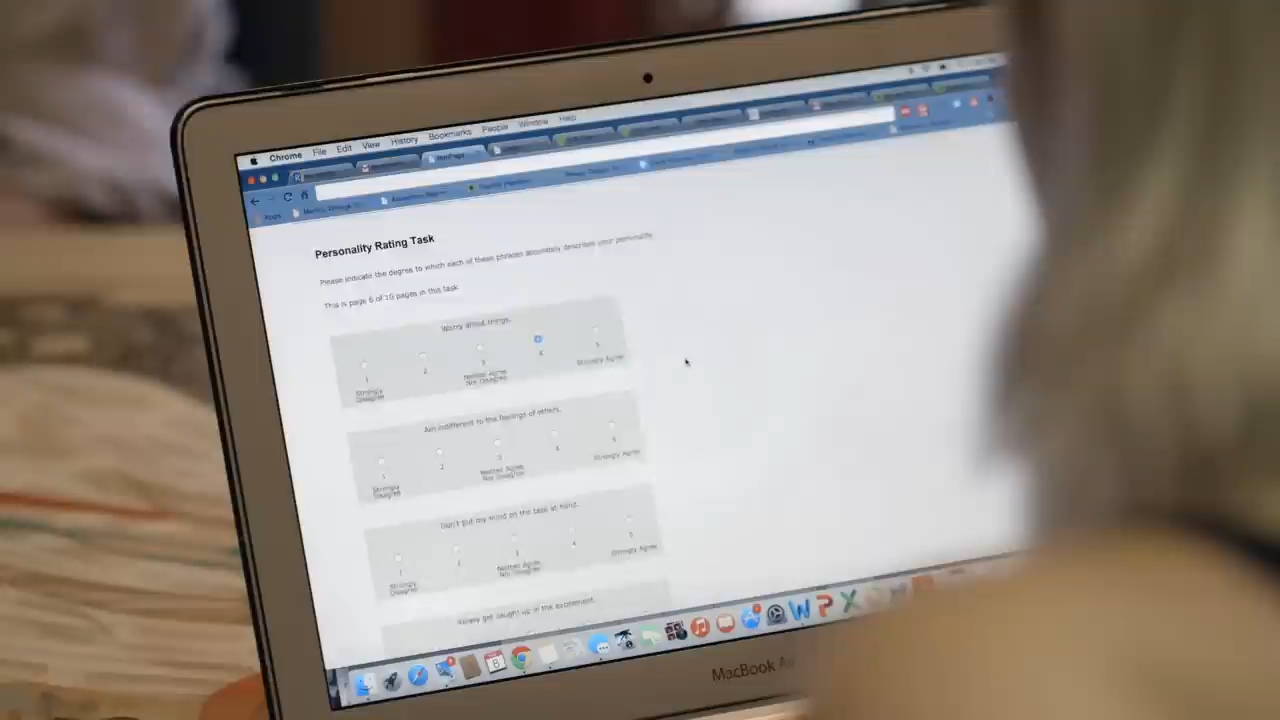 Chrome File Edit View History Bookmarks People Window Help
Apps
Personality Rating Task
Please indicate the degree to which each of these phrases accurately describes your personality.
This is page 6 of 10 pages in this task.
Worry about things.
1 2 3 4 5
Strongly Disagree Neither Agree Nor Disagree Strongly Agree
Am indifferent to the feelings of others.
1 2 3 4 5
Strongly Disagree Neither Agree Nor Disagree Strongly Agree
Don't put my mind on the task at hand.
1 2 3 4 5
Strongly Disagree Neither Agree Nor Disagree Strongly Agree
Rarely get caught up in the excitement.
8
MacBook